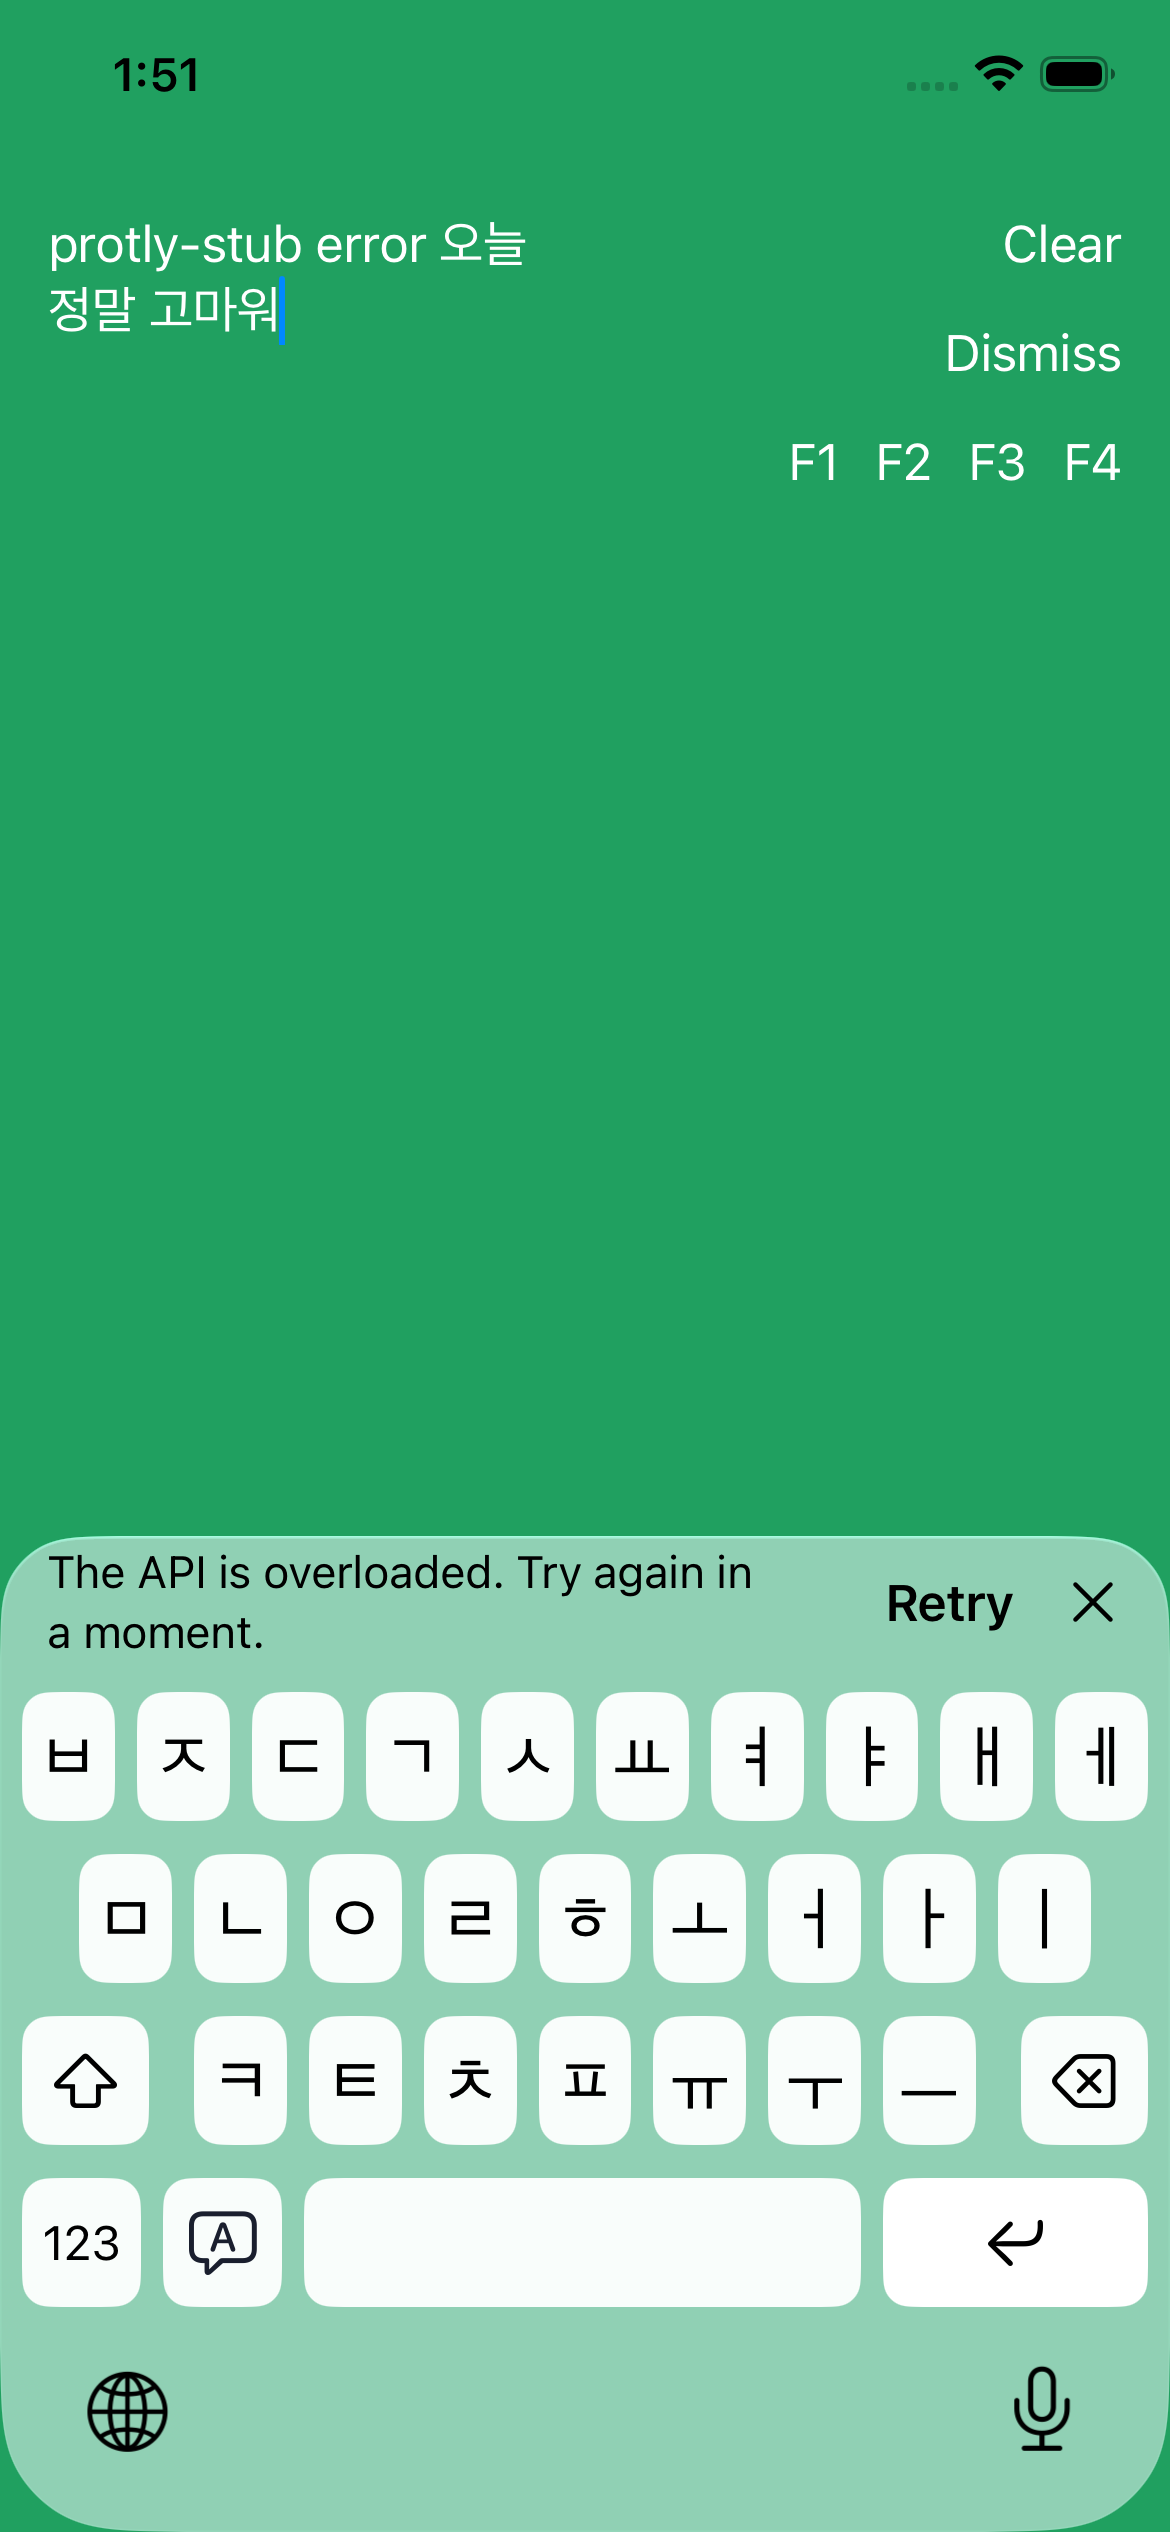 1:51
protly-stub error 오늘
정말 고마워
Clear
Dismiss
F1 F2 F3 F4
The API is overloaded. Try again in
a moment.
Retry
ㅂ ㅈ ㄷ ㄱ ㅅ ㅛ ㅕ ㅑ ㅐ ㅔ
ㅁ ㄴ ㅇ ㄹ ㅎ ㅗ ㅓ ㅏ ㅣ
ㅋ ㅌ ㅊ ㅍ ㅠ ㅜ ㅡ
123 A